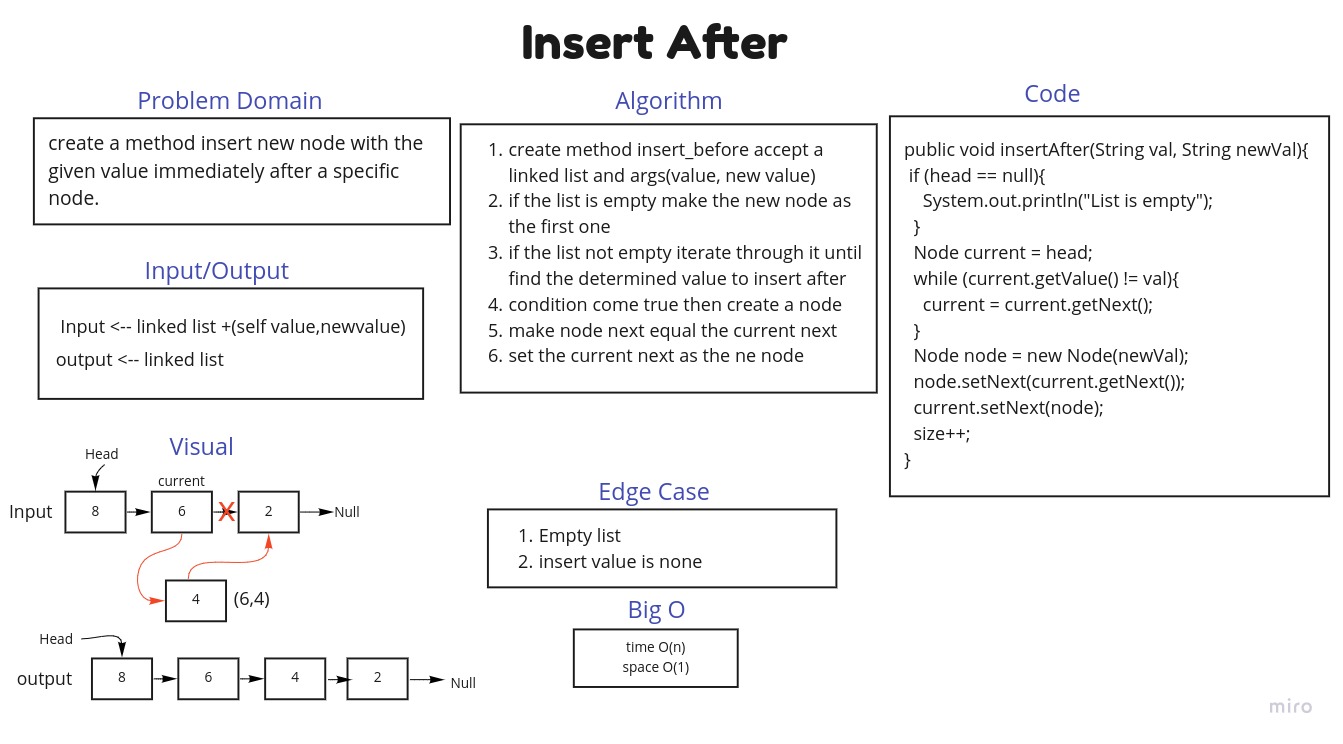 Insert After
Problem Domain
create a method insert new node with the
given value immediately after a specific
node.
Input/Output
Input <-- linked list +(self value,newvalue)
output <-- linked list
Visual
Head
current
Input
8
6
X
2
Null
4
(6,4)
Head
output
8
6
4
2
Null
Algorithm
1. create method insert_before accept a
linked list and args(value, new value)
2. if the list is empty make the new node as
the first one
3. if the list not empty iterate through it until
find the determined value to insert after
4. condition come true then create a node
5. make node next equal the current next
6. set the current next as the ne node
Edge Case
1. Empty list
2. insert value is none
Big O
time O(n)
space O(1)
Code
public void insertAfter(String val, String newVal){
if (head == null){
System.out.println("List is empty");
}
Node current = head;
while (current.getValue() != val){
current = current.getNext();
}
Node node = new Node(newVal);
node.setNext(current.getNext());
current.setNext(node);
size++;
}
miro